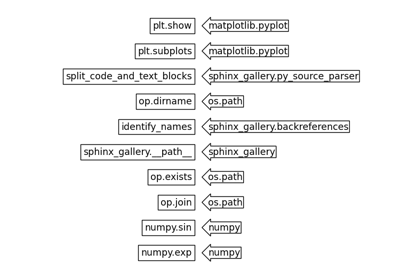 plt.show matplotlib.pyplot
plt.subplots matplotlib.pyplot
split_code_and_text_blocks sphinx_gallery.py_source_parser
op.dirname os.path
identify_names sphinx_gallery.backreferences
sphinx_gallery.__path__ sphinx_gallery
op.exists os.path
op.join os.path
numpy.sin numpy
numpy.exp numpy